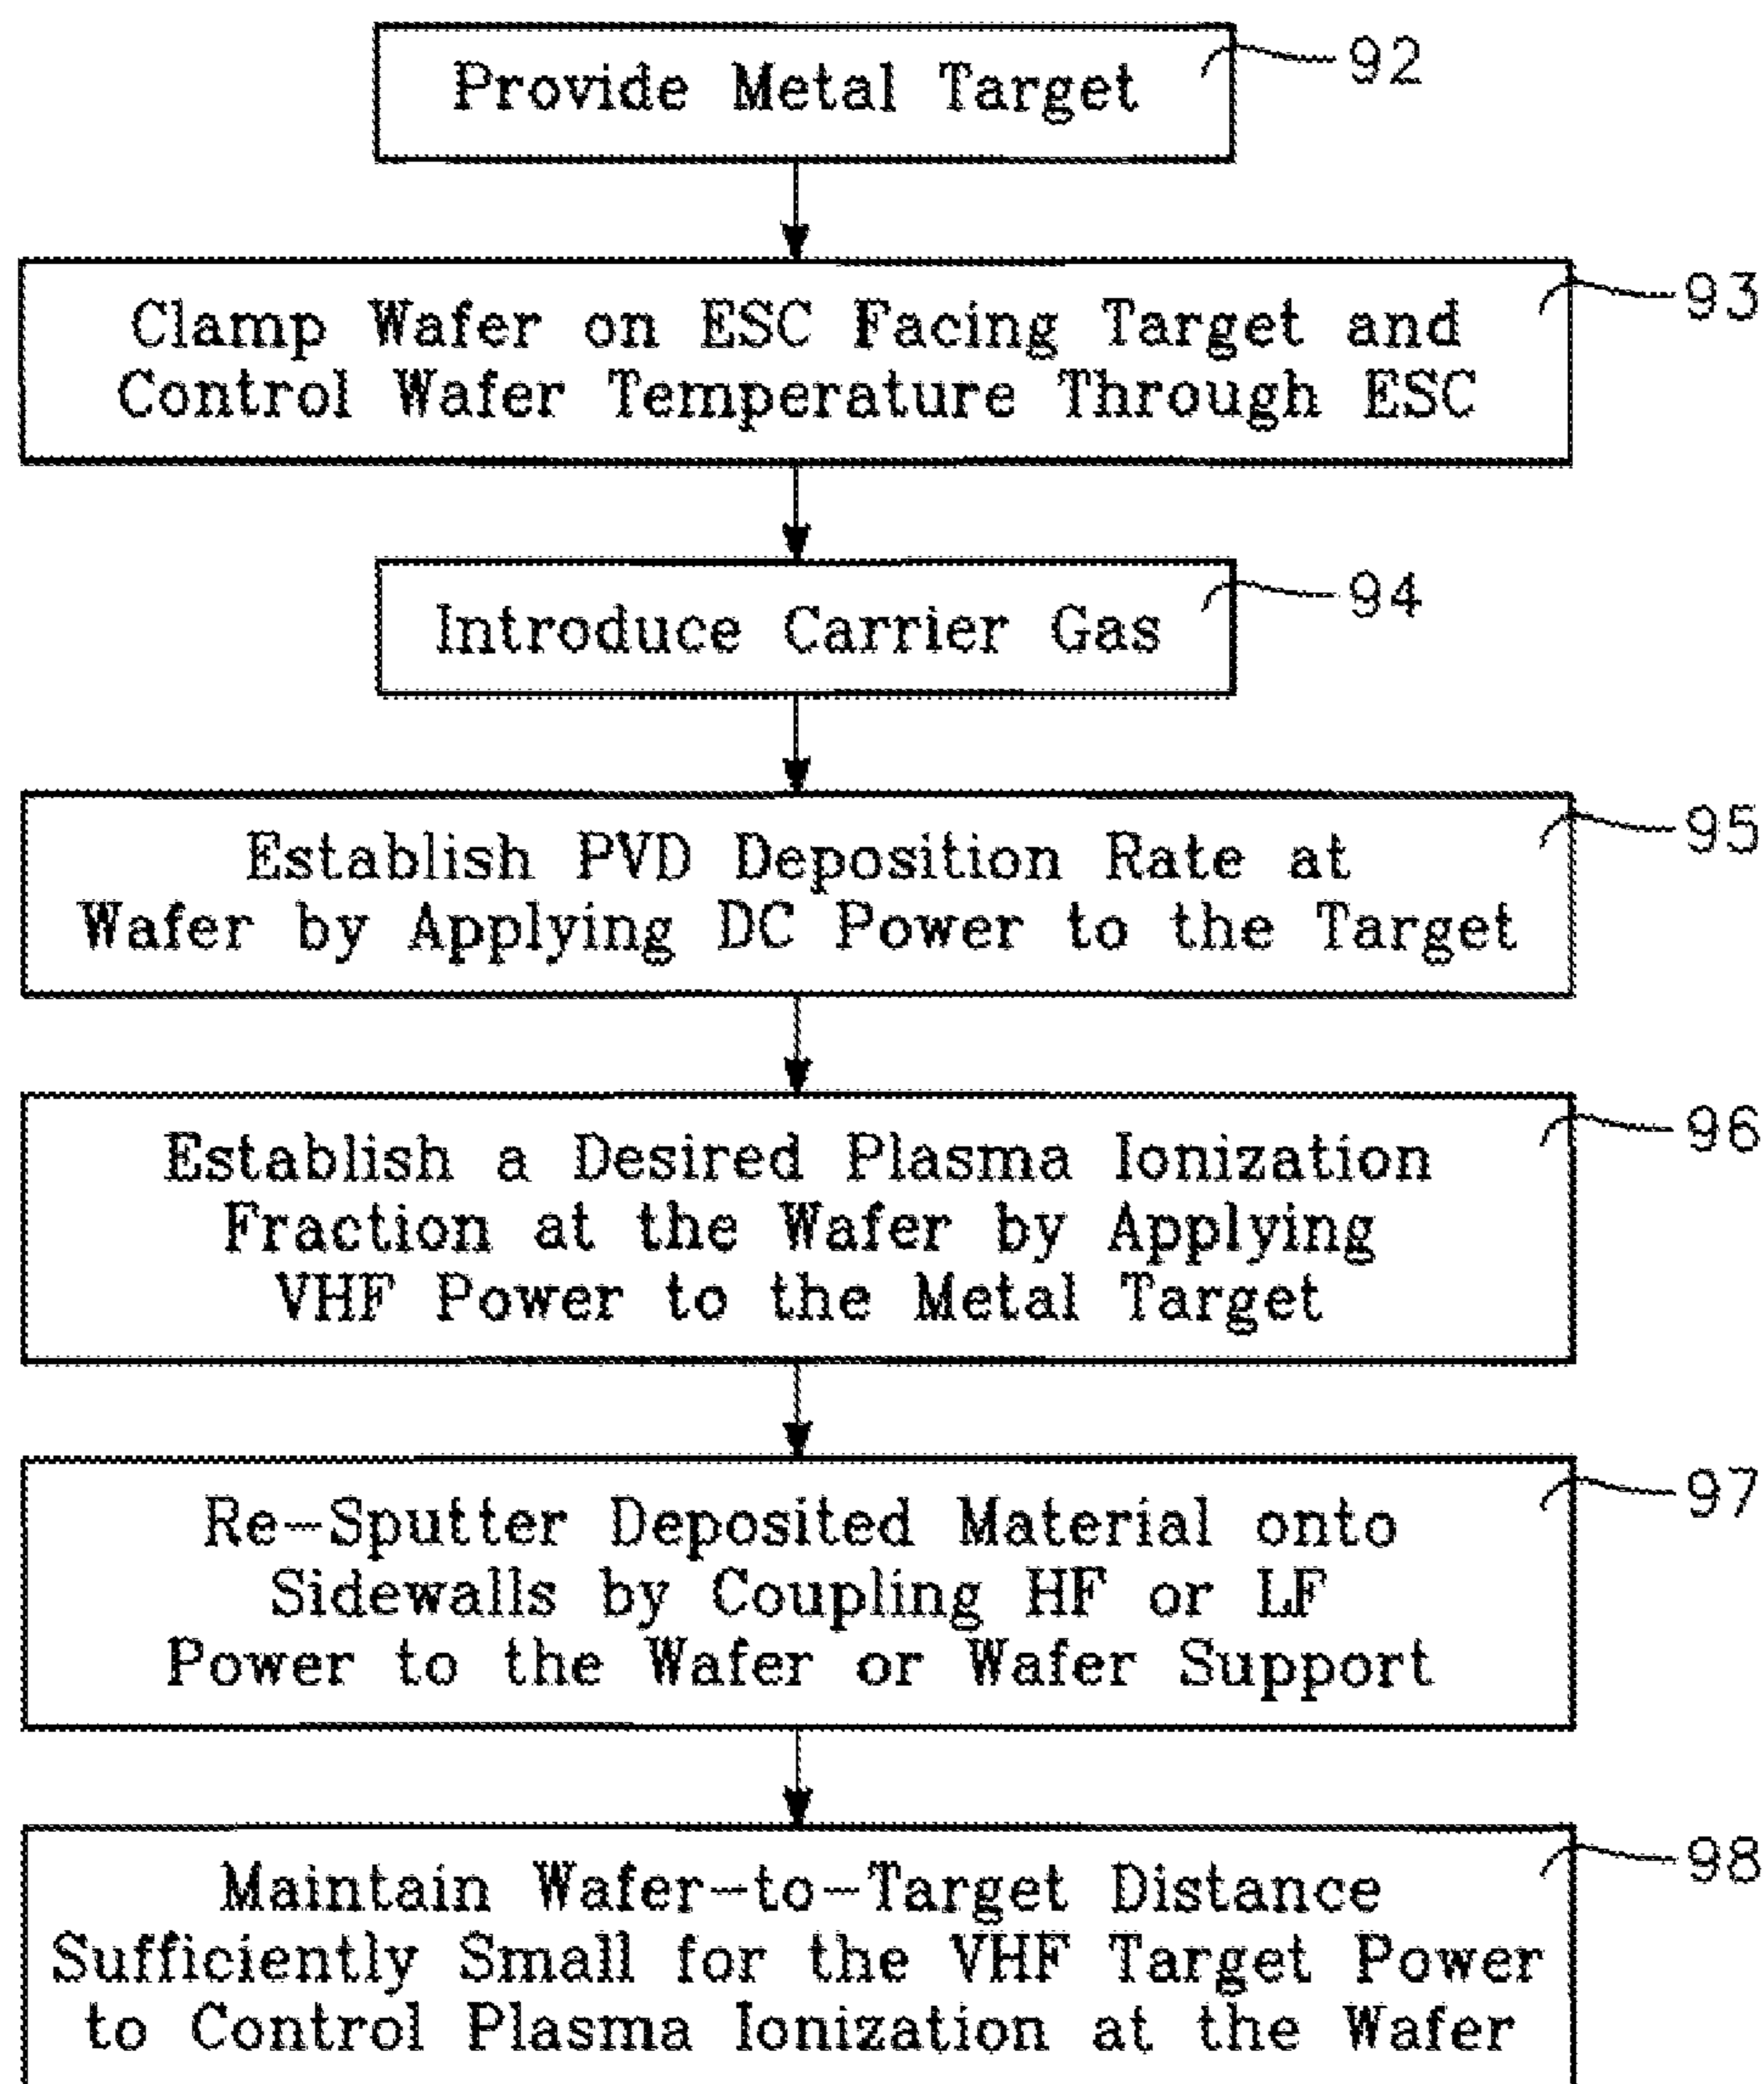 Provide Metal Target
92
Clamp Wafer on ESC Facing Target and
Control Wafer Temperature Through ESC
93
Introduce Carrier Gas
94
Establish PVD Deposition Rate at
Wafer by Applying DC Power to the Target
95
Establish a Desired Plasma Ionization
Fraction at the Wafer by Applying
VHF Power to the Metal Target
96
Re-Sputter Deposited Material onto
Sidewalls by Coupling HF or LF
Power to the Wafer or Wafer Support
97
Maintain Wafer-to-Target Distance
Sufficiently Small for the VHF Target Power
to Control Plasma Ionization at the Wafer
98